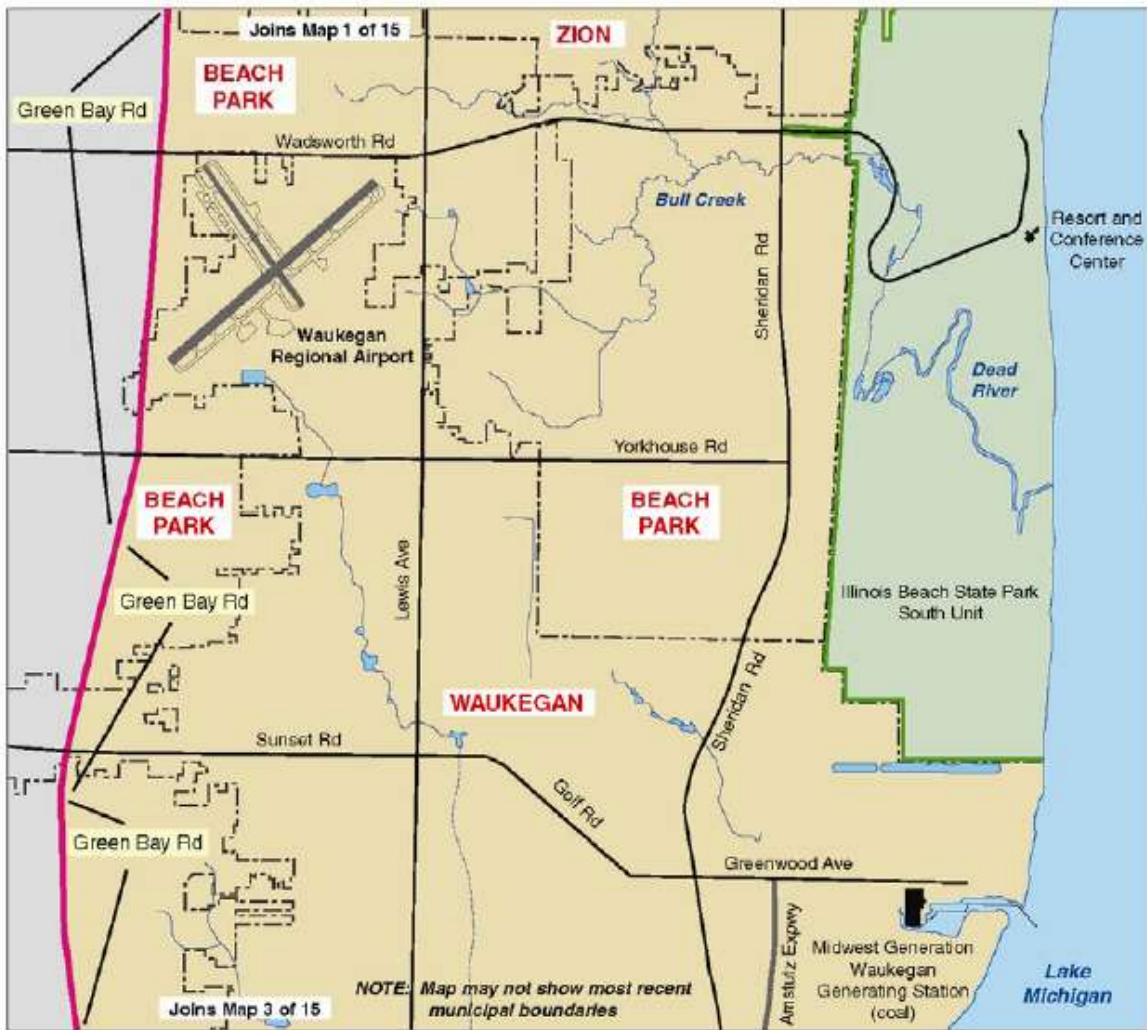 Joins Map 1 of 15
ZION
BEACH
PARK
Green Bay Rd
Wadsworth Rd
Bull Creek
Sheridan Rd
Resort and
Conference
Center
Waukegan
Regional Airport
Dead
River
Yorkhouse Rd
BEACH
PARK
BEACH
PARK
Lewis Ave
Green Bay Rd
Illinois Beach State Park
South Unit
WAUKEGAN
Sheridan Rd
Sunset Rd
Golf Rd
Green Bay Rd
Greenwood Ave
Amstutz Expwy
Midwest Generation
Waukegan
Generating Station
(coal)
Lake
Michigan
NOTE: Map may not show most recent
municipal boundaries
Joins Map 3 of 15